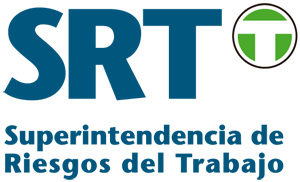 SRT T
Superintendencia de
Riesgos del Trabajo